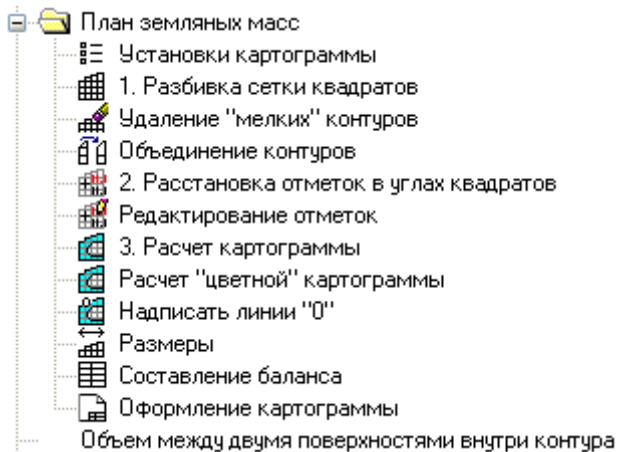 План земляных масс
Установки картограммы
1. Разбивка сетки квадратов
Удаление "мелких" контуров
Объединение контуров
2. Расстановка отметок в углах квадратов
Редактирование отметок
3. Расчет картограммы
Расчет "цветной" картограммы
Надписать линии "0"
Размеры
Составление баланса
Оформление картограммы
Объем между двумя поверхностями внутри контура